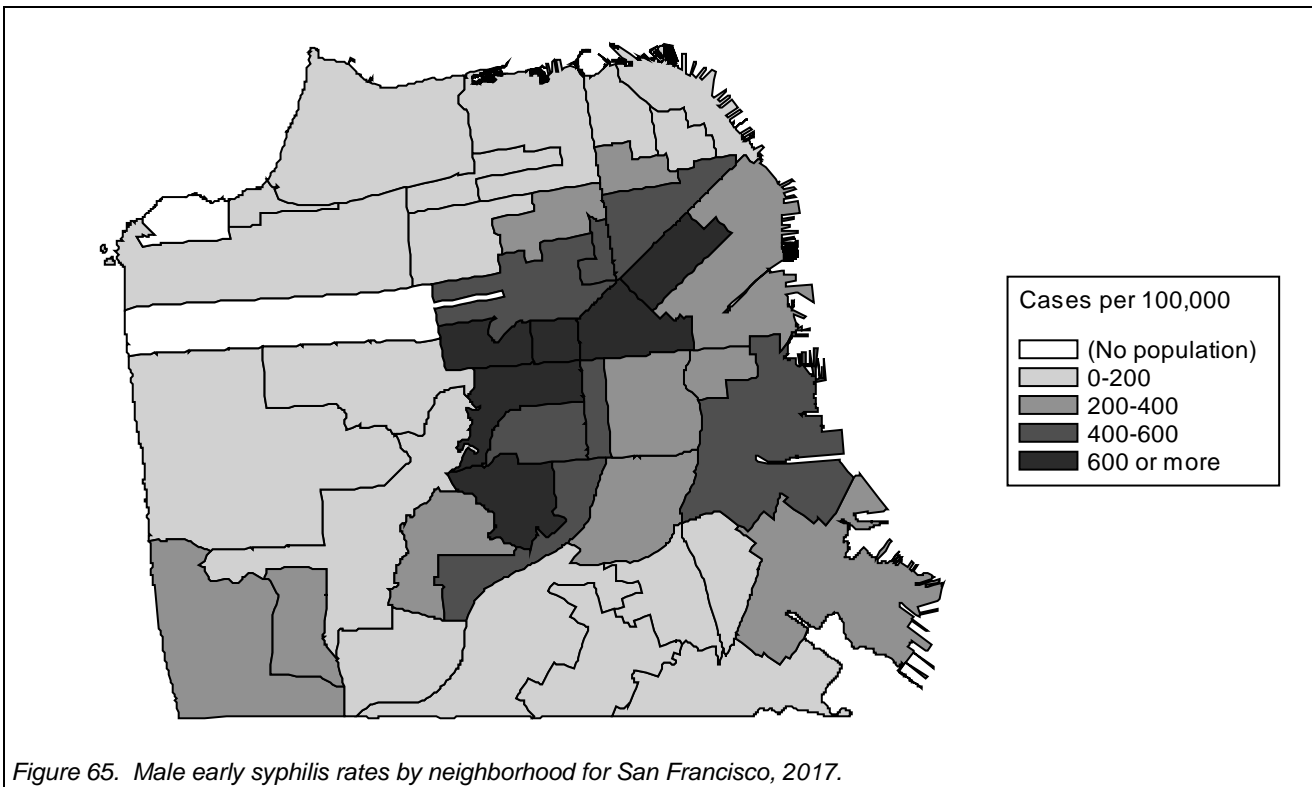 Cases per 100,000
(No population)
0-200
200-400
400-600
600 or more
Figure 65. Male early syphilis rates by neighborhood for San Francisco, 2017.